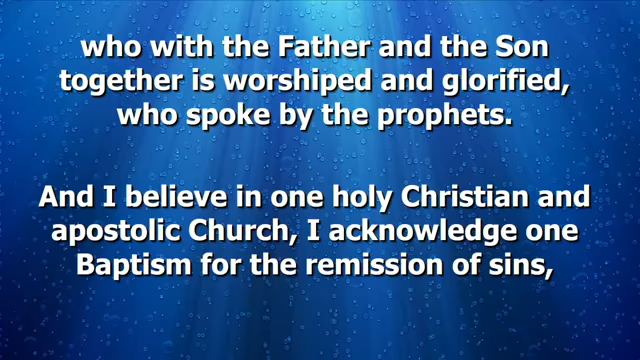 who with the Father and the Son
together is worshiped and glorified,
who spoke by the prophets.
And I believe in one holy Christian and
apostolic Church, I acknowledge one
Baptism for the remission of sins,